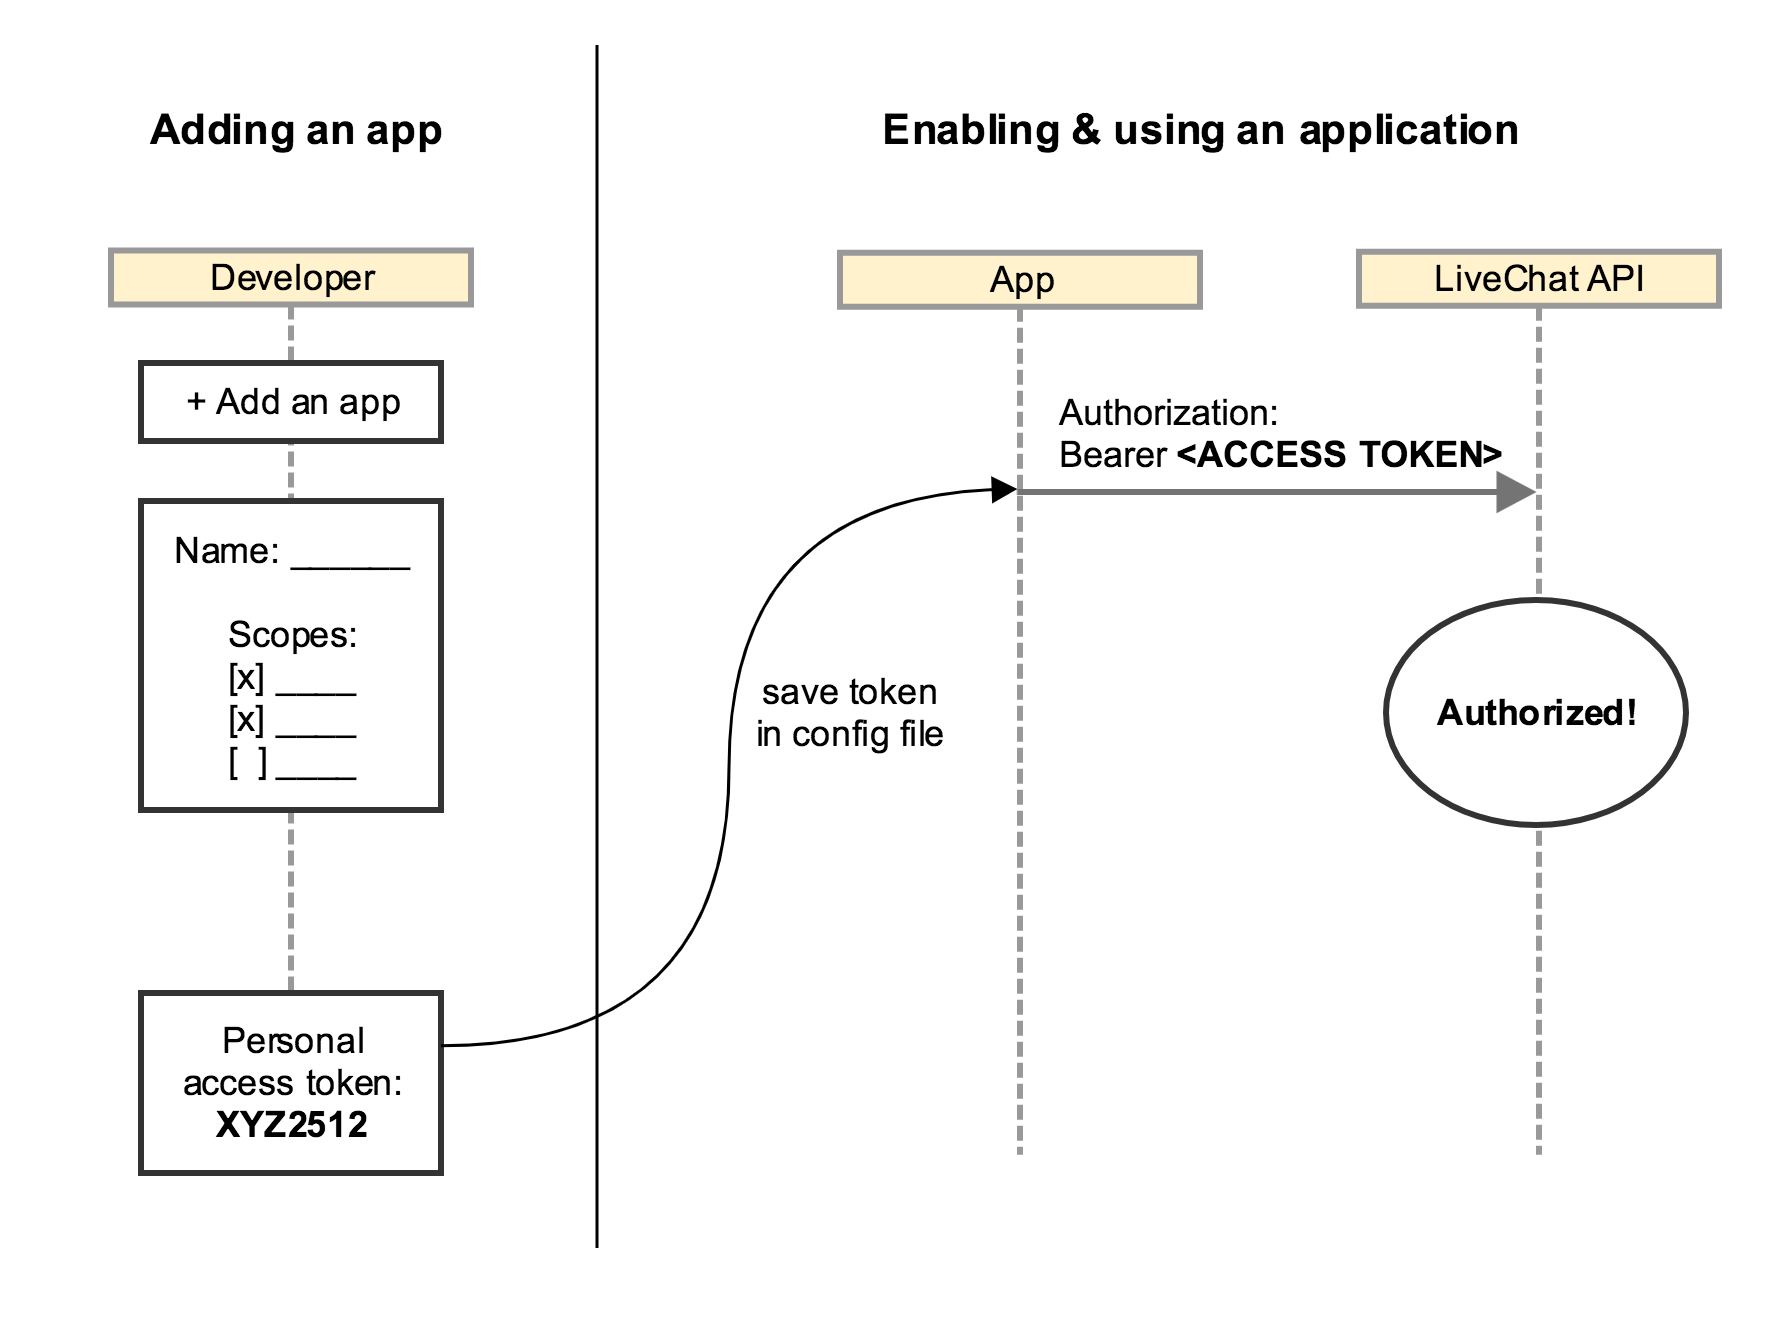 Adding an app
Developer
+ Add an app
Name: ______
Scopes:
[x] ____
[x] ____
[ ] ____
Personal
access token:
XYZ2512
Enabling & using an application
App
LiveChat API
Authorization:
Bearer <ACCESS TOKEN>
save token
in config file
Authorized!